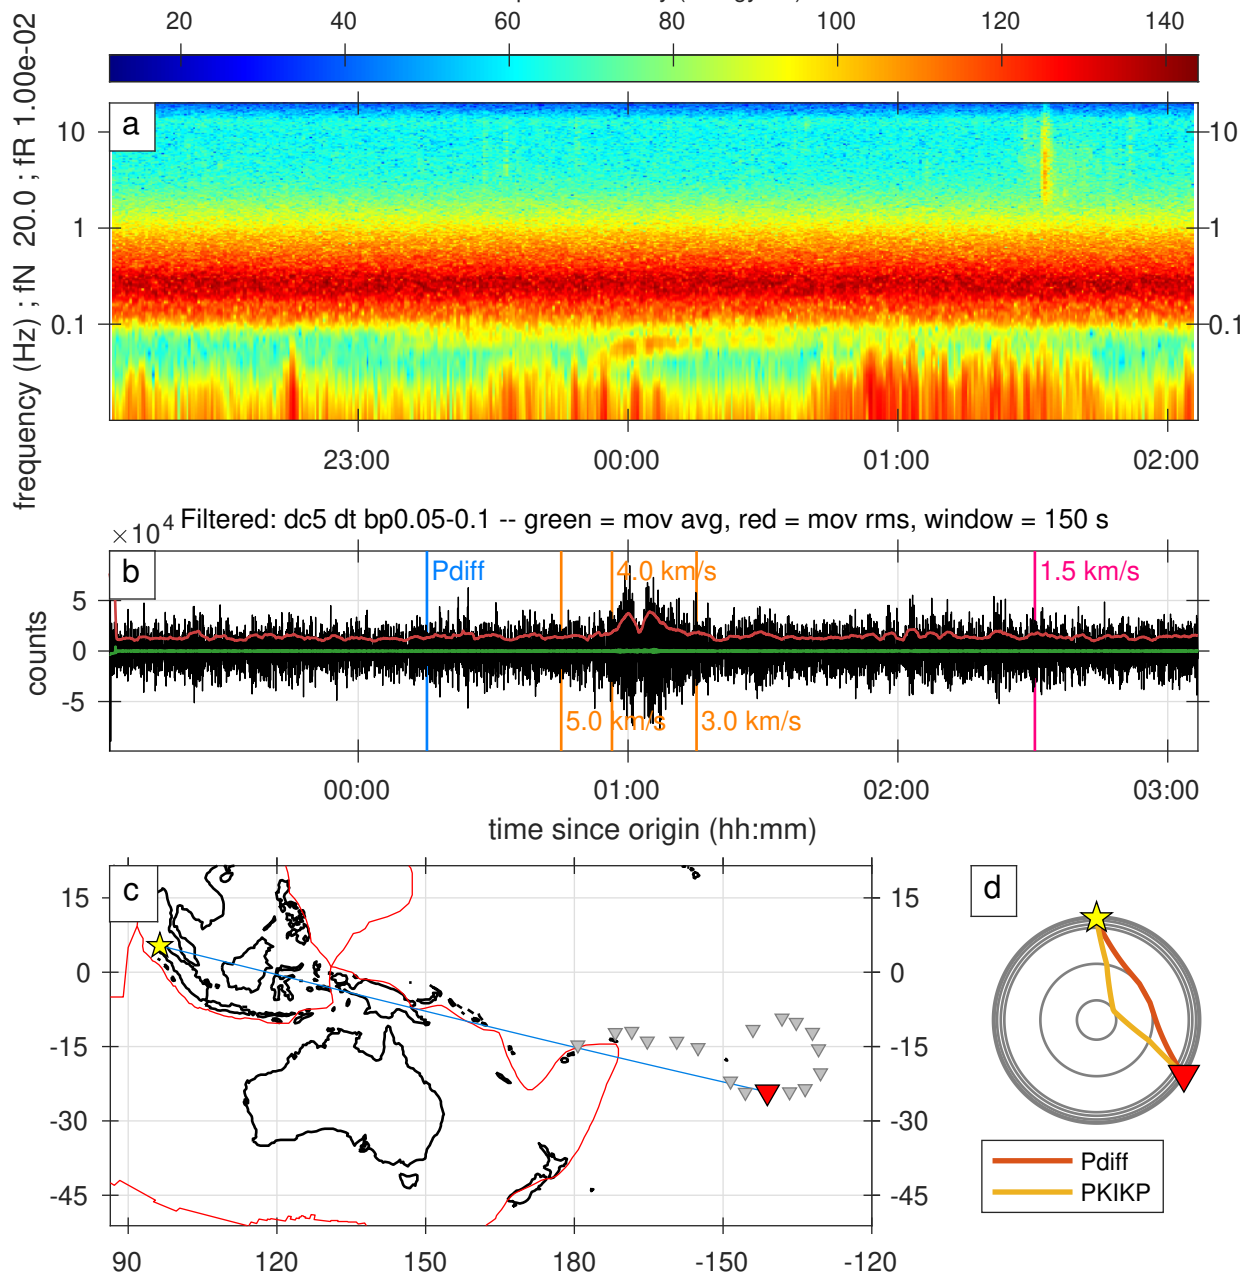 20 40 60 80 100 120 140
frequency (Hz) ; fN 20.0 ; fR 1.00e-02
a
10 10
1 1
0.1 0.1
23:00 00:00 01:00 02:00
×10⁴ Filtered: dc5 dt bp0.05-0.1 -- green = mov avg, red = mov rms, window = 150 s
b
Pdiff 4.0 km/s 1.5 km/s
5
0
-5
counts
5.0 km/s 3.0 km/s
00:00 01:00 02:00 03:00
time since origin (hh:mm)
c
d
15 15
0 0
-15 -15
-30 -30
-45 -45
90 120 150 180 -150 -120
Pdiff
PKIKP